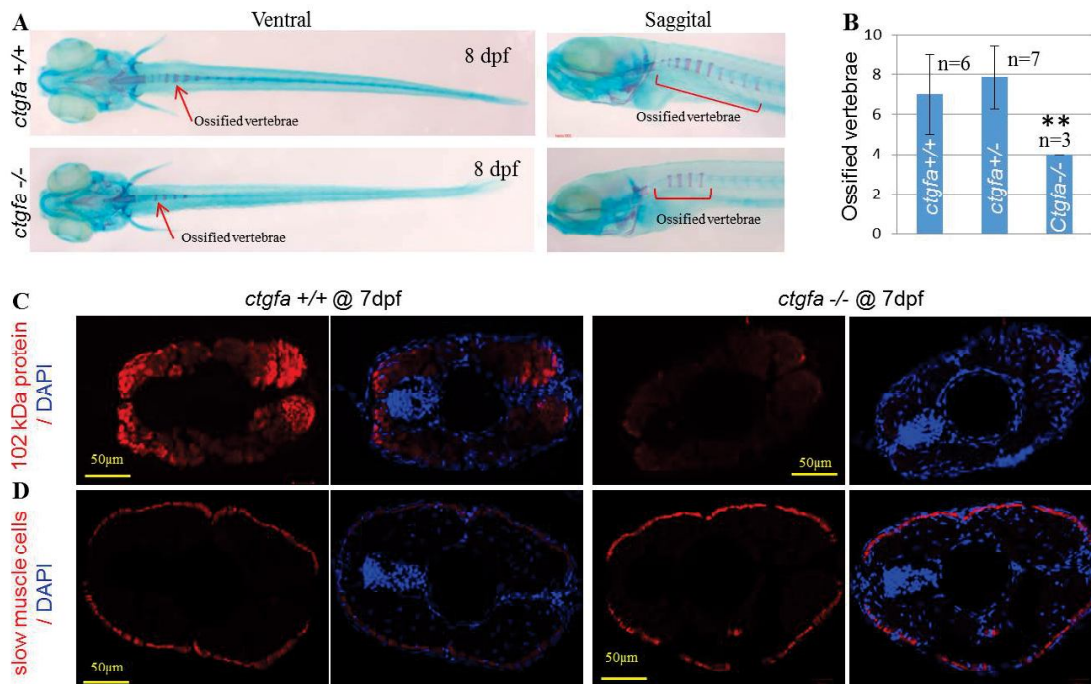 A
Ventral
Saggital
ctgfa +/+
8 dpf
Ossified vertebrae
Ossified vertebrae
ctgfa -/-
8 dpf
Ossified vertebrae
Ossified vertebrae
B
Ossified vertebrae
10
8
6
4
2
0
n=6
n=7
**
n=3
ctgfa+/+
ctgfa+/-
Ctgfa-/-
C
ctgfa +/+ @ 7dpf
ctgfa -/- @ 7dpf
102 kDa protein
/ DAPI
50μm
50μm
D
slow muscle cells
/ DAPI
50μm
50μm